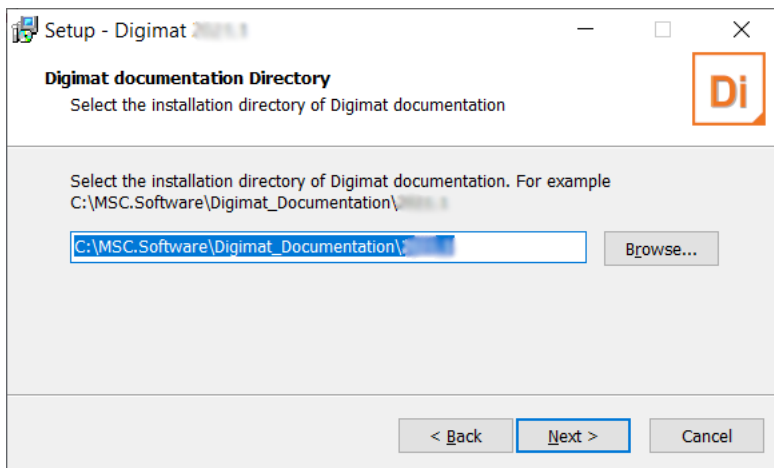 Setup - Digimat
Digimat documentation Directory
Select the installation directory of Digimat documentation
Di
Select the installation directory of Digimat documentation. For example
C:\MSC.Software\Digimat_Documentation\
C:\MSC.Software\Digimat_Documentation\
Browse...
< Back
Next >
Cancel